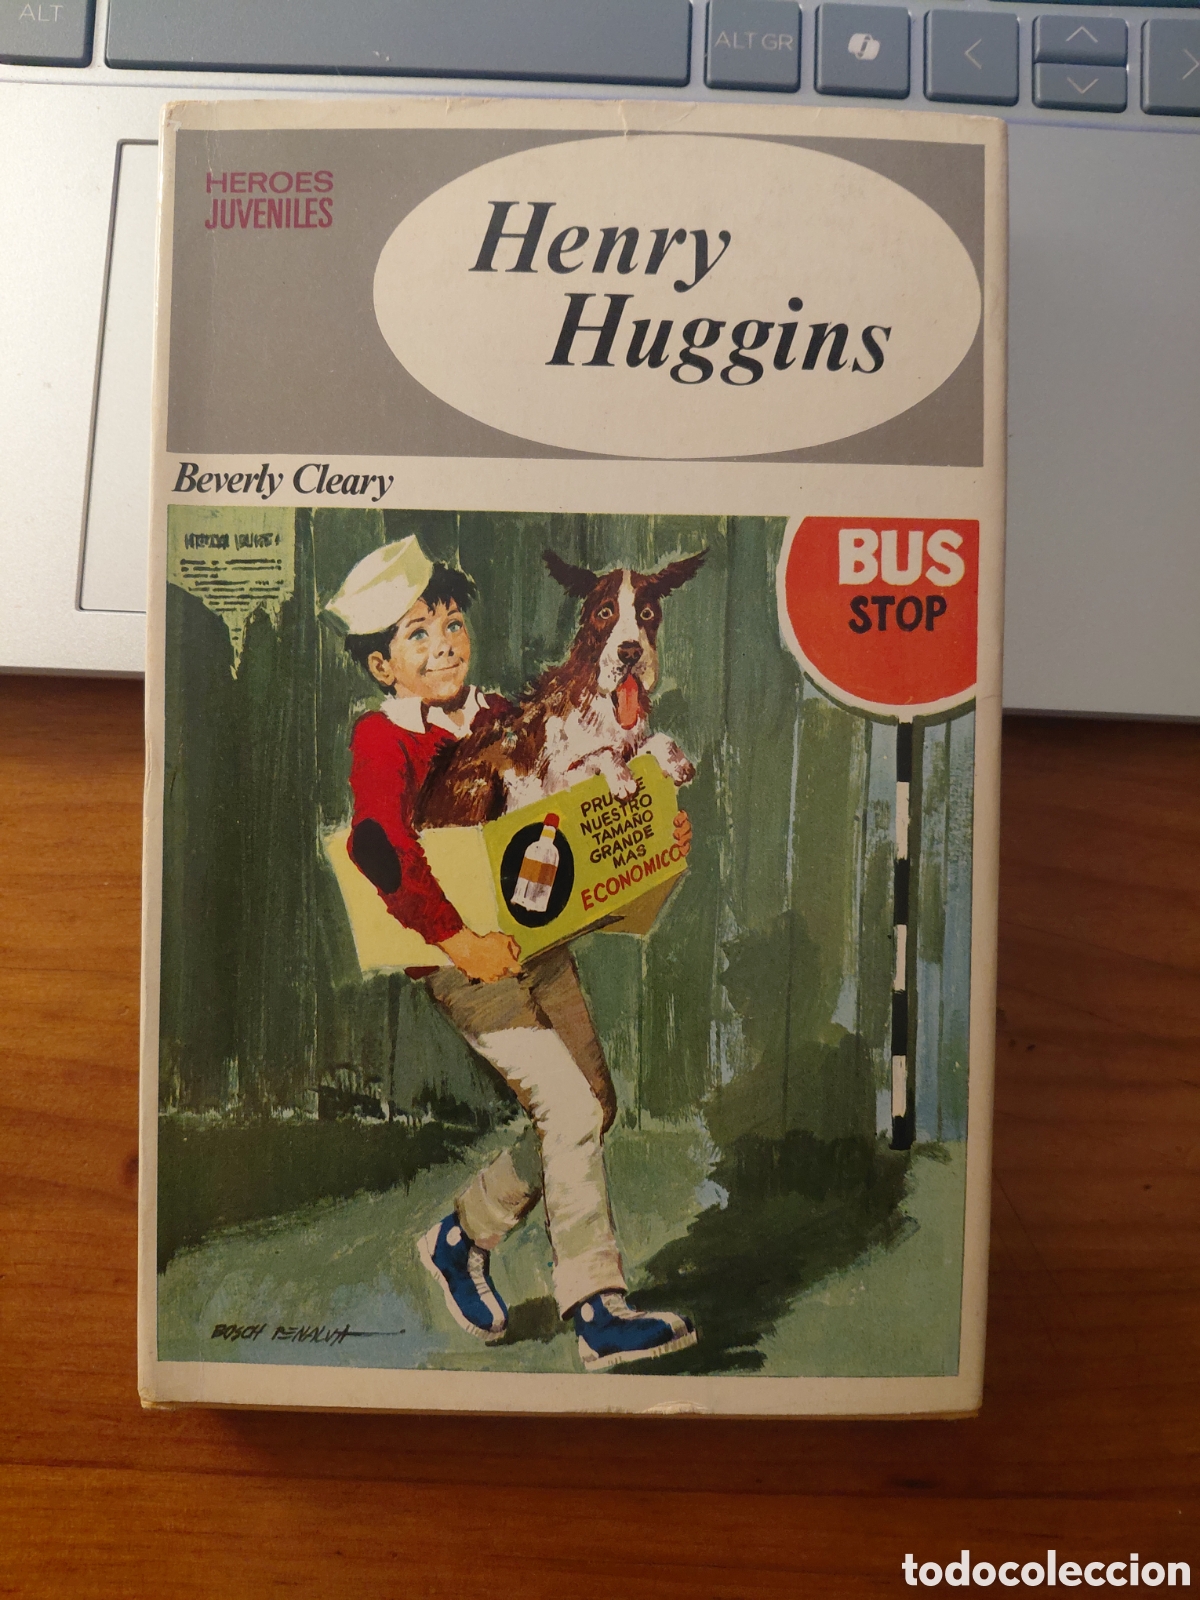 ALT
ALT GR
HEROES
JUVENILES
Henry
Huggins
Beverly Cleary
BUS
STOP
NUESTRO
TAMAÑO
GRANDE
MAS
ECONOMICO
BOSCH PENALVA
todocoleccion